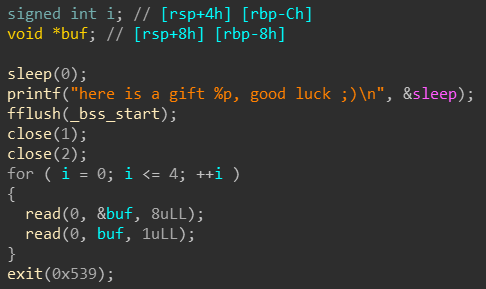 signed int i; // [rsp+4h] [rbp-Ch]
void *buf; // [rsp+8h] [rbp-8h]

sleep(0);
printf("here is a gift %p, good luck ;)\n", &sleep);
fflush(_bss_start);
close(1);
close(2);
for ( i = 0; i <= 4; ++i )
{
  read(0, &buf, 8uLL);
  read(0, buf, 1uLL);
}
exit(0x539);